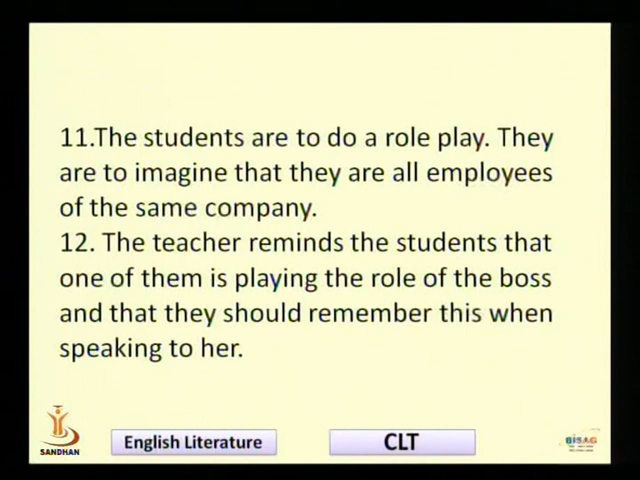 11.The students are to do a role play. They
are to imagine that they are all employees
of the same company.
12. The teacher reminds the students that
one of them is playing the role of the boss
and that they should remember this when
speaking to her.
SANDHAN
English Literature
CLT
BISAG